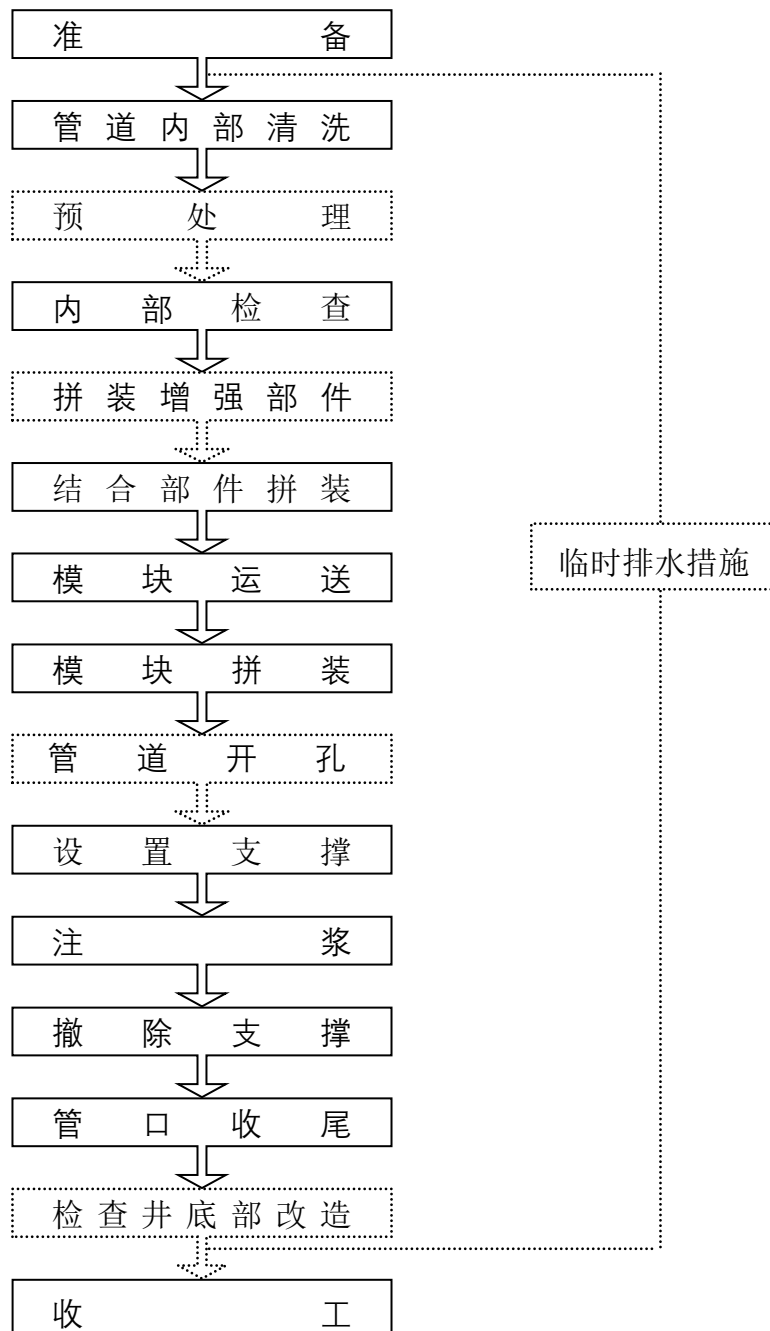 准备
管道内部清洗
预处理
内部检查
拼装增强部件
结合部件拼装
临时排水措施
模块运送
模块拼装
管道开孔
设置支撑
注浆
撤除支撑
管口收尾
检查井底部改造
收工